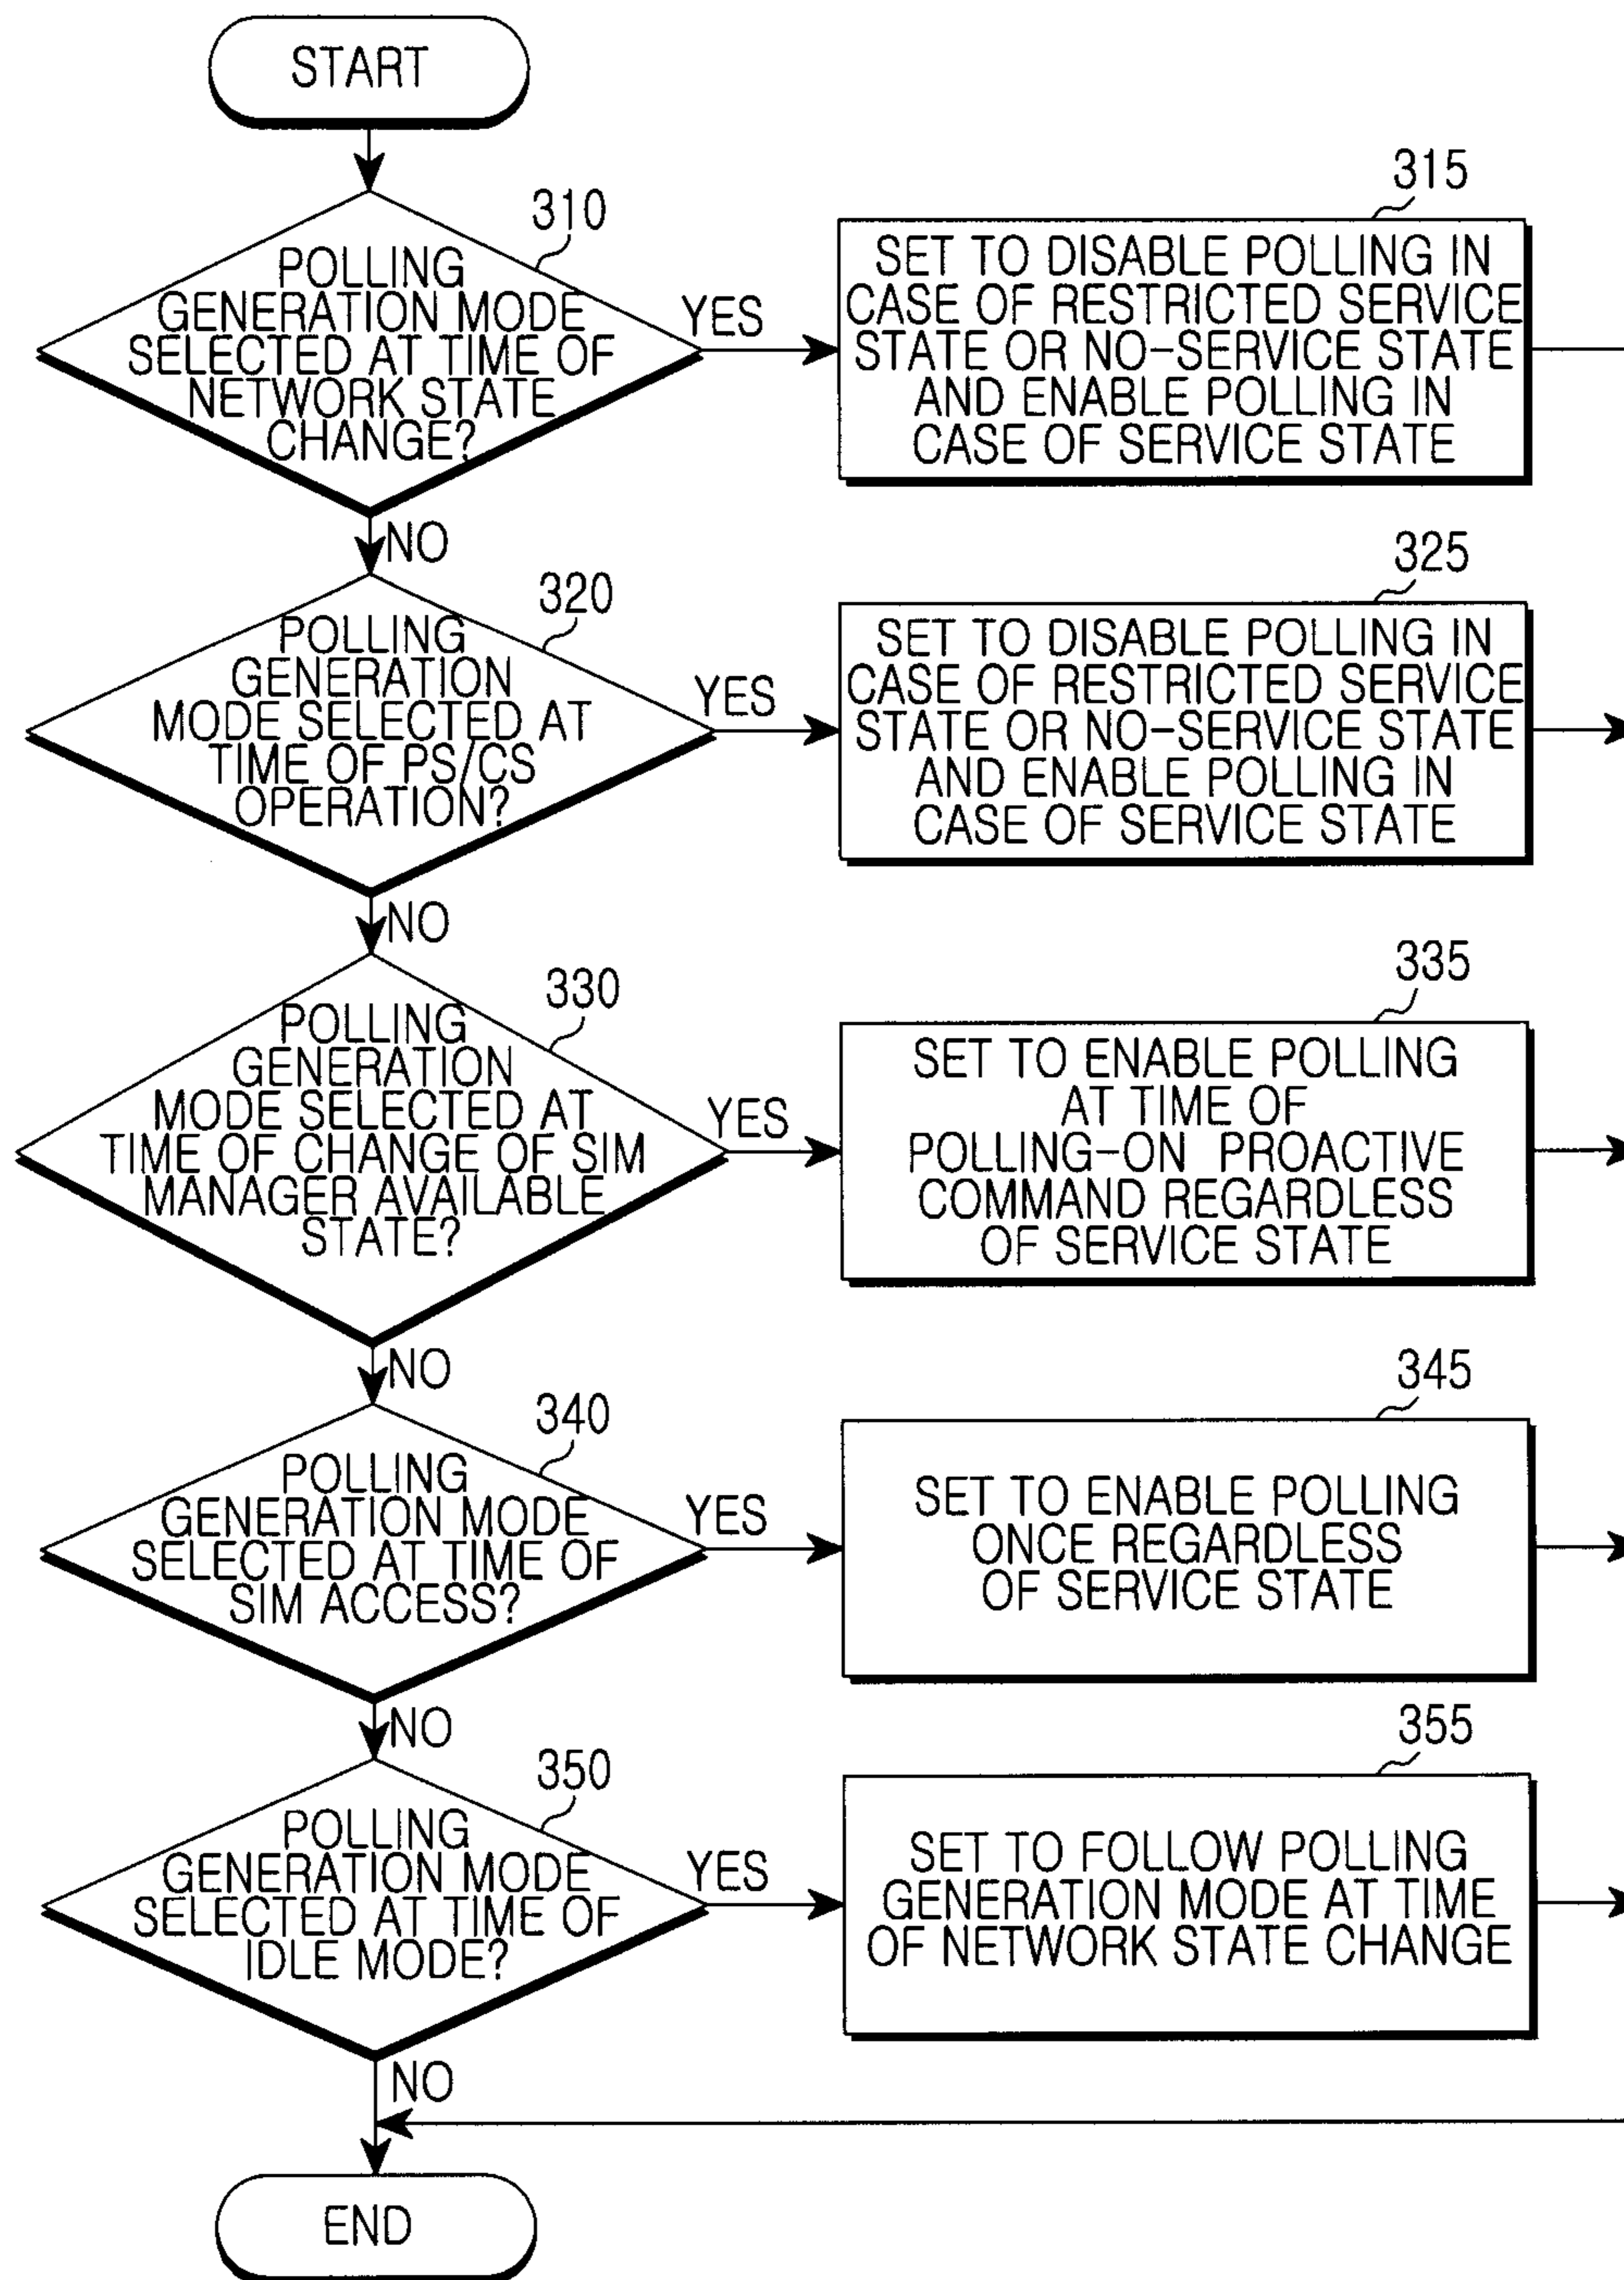 START
310
POLLING
GENERATION MODE
SELECTED AT TIME OF
NETWORK STATE
CHANGE?
YES
315
SET TO DISABLE POLLING IN
CASE OF RESTRICTED SERVICE
STATE OR NO-SERVICE STATE
AND ENABLE POLLING IN
CASE OF SERVICE STATE
NO
320
POLLING
GENERATION
MODE SELECTED AT
TIME OF PS/CS
OPERATION?
YES
325
SET TO DISABLE POLLING IN
CASE OF RESTRICTED SERVICE
STATE OR NO-SERVICE STATE
AND ENABLE POLLING IN
CASE OF SERVICE STATE
NO
330
POLLING
GENERATION
MODE SELECTED AT
TIME OF CHANGE OF SIM
MANAGER AVAILABLE
STATE?
YES
335
SET TO ENABLE POLLING
AT TIME OF
POLLING-ON PROACTIVE
COMMAND REGARDLESS
OF SERVICE STATE
NO
340
POLLING
GENERATION MODE
SELECTED AT TIME OF
SIM ACCESS?
YES
345
SET TO ENABLE POLLING
ONCE REGARDLESS
OF SERVICE STATE
NO
350
POLLING
GENERATION MODE
SELECTED AT TIME OF
IDLE MODE?
YES
355
SET TO FOLLOW POLLING
GENERATION MODE AT TIME
OF NETWORK STATE CHANGE
NO
END